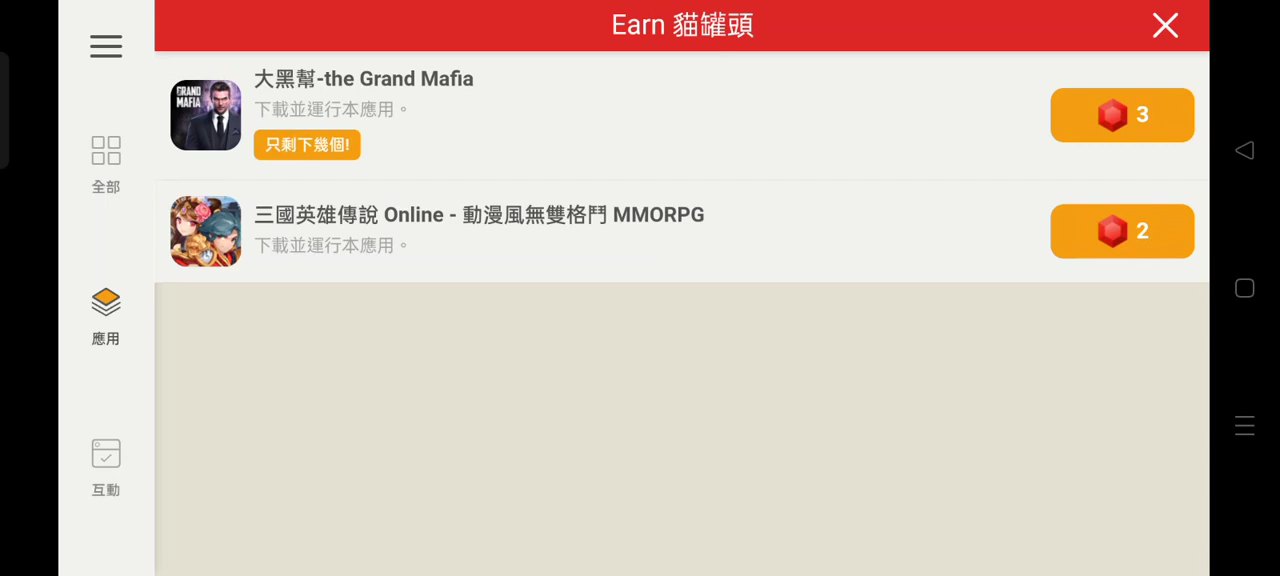 Earn 貓罐頭
全部
應用
互動
GRAND
MAFIA
大黑幫-the Grand Mafia
下載並運行本應用。
只剩下幾個!
3
三國英雄傳說 Online - 動漫風無雙格鬥 MMORPG
下載並運行本應用。
2